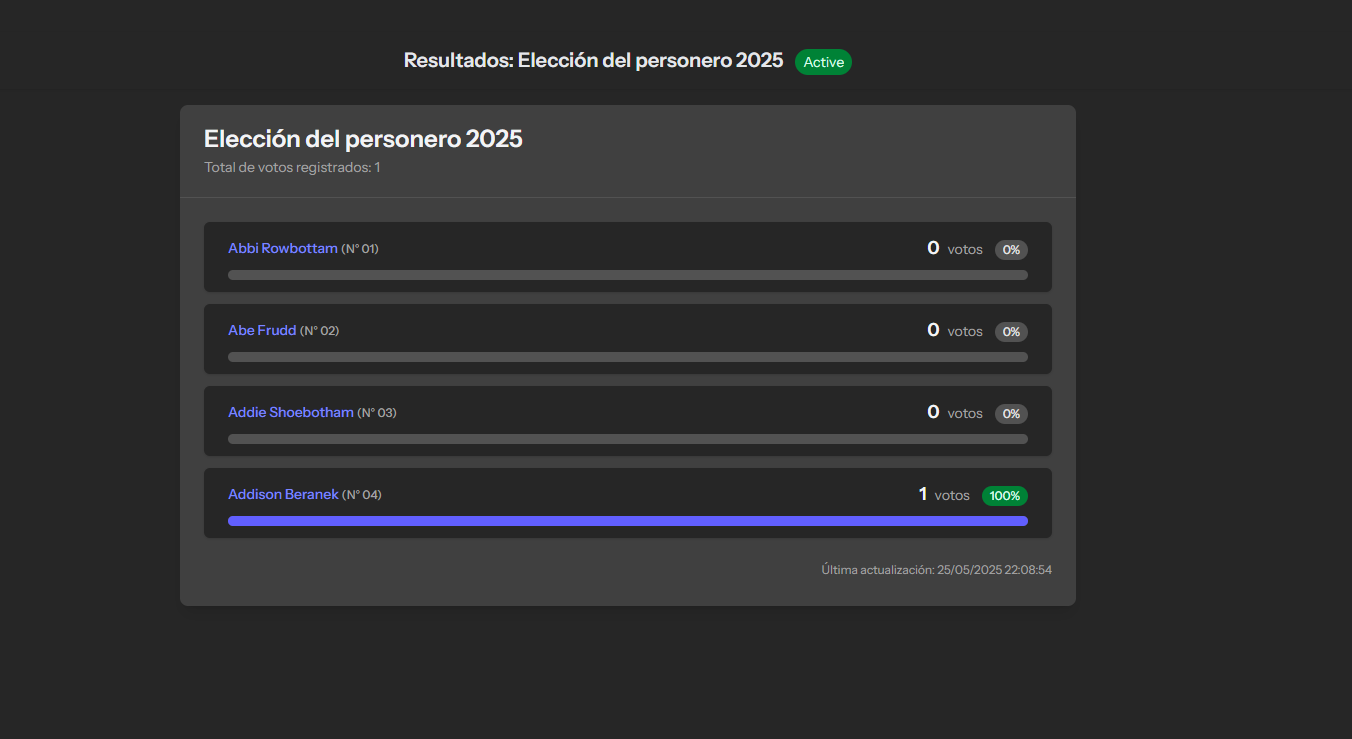 Resultados: Elección del personero 2025 Active
Elección del personero 2025
Total de votos registrados: 1
Abbi Rowbottam (N° 01) 0 votos 0%
Abe Frudd (N° 02) 0 votos 0%
Addie Shoebotham (N° 03) 0 votos 0%
Addison Beranek (N° 04) 1 votos 100%
Última actualización: 25/05/2025 22:08:54